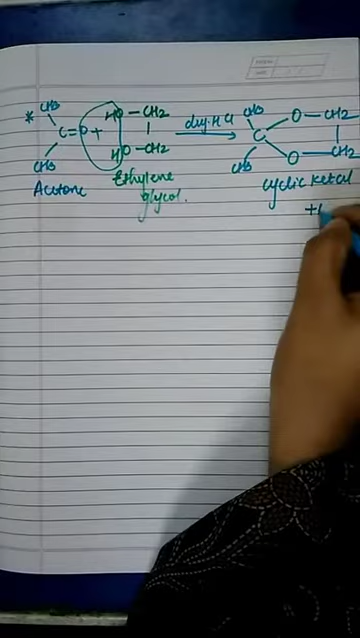 * CH3 HO — CH2 dry·HCl CH3 O — CH2
C=O + C
CH3 HO — CH2 CH3 O CH2
Acetone Ethylene glycol. cyclic ketal
+H